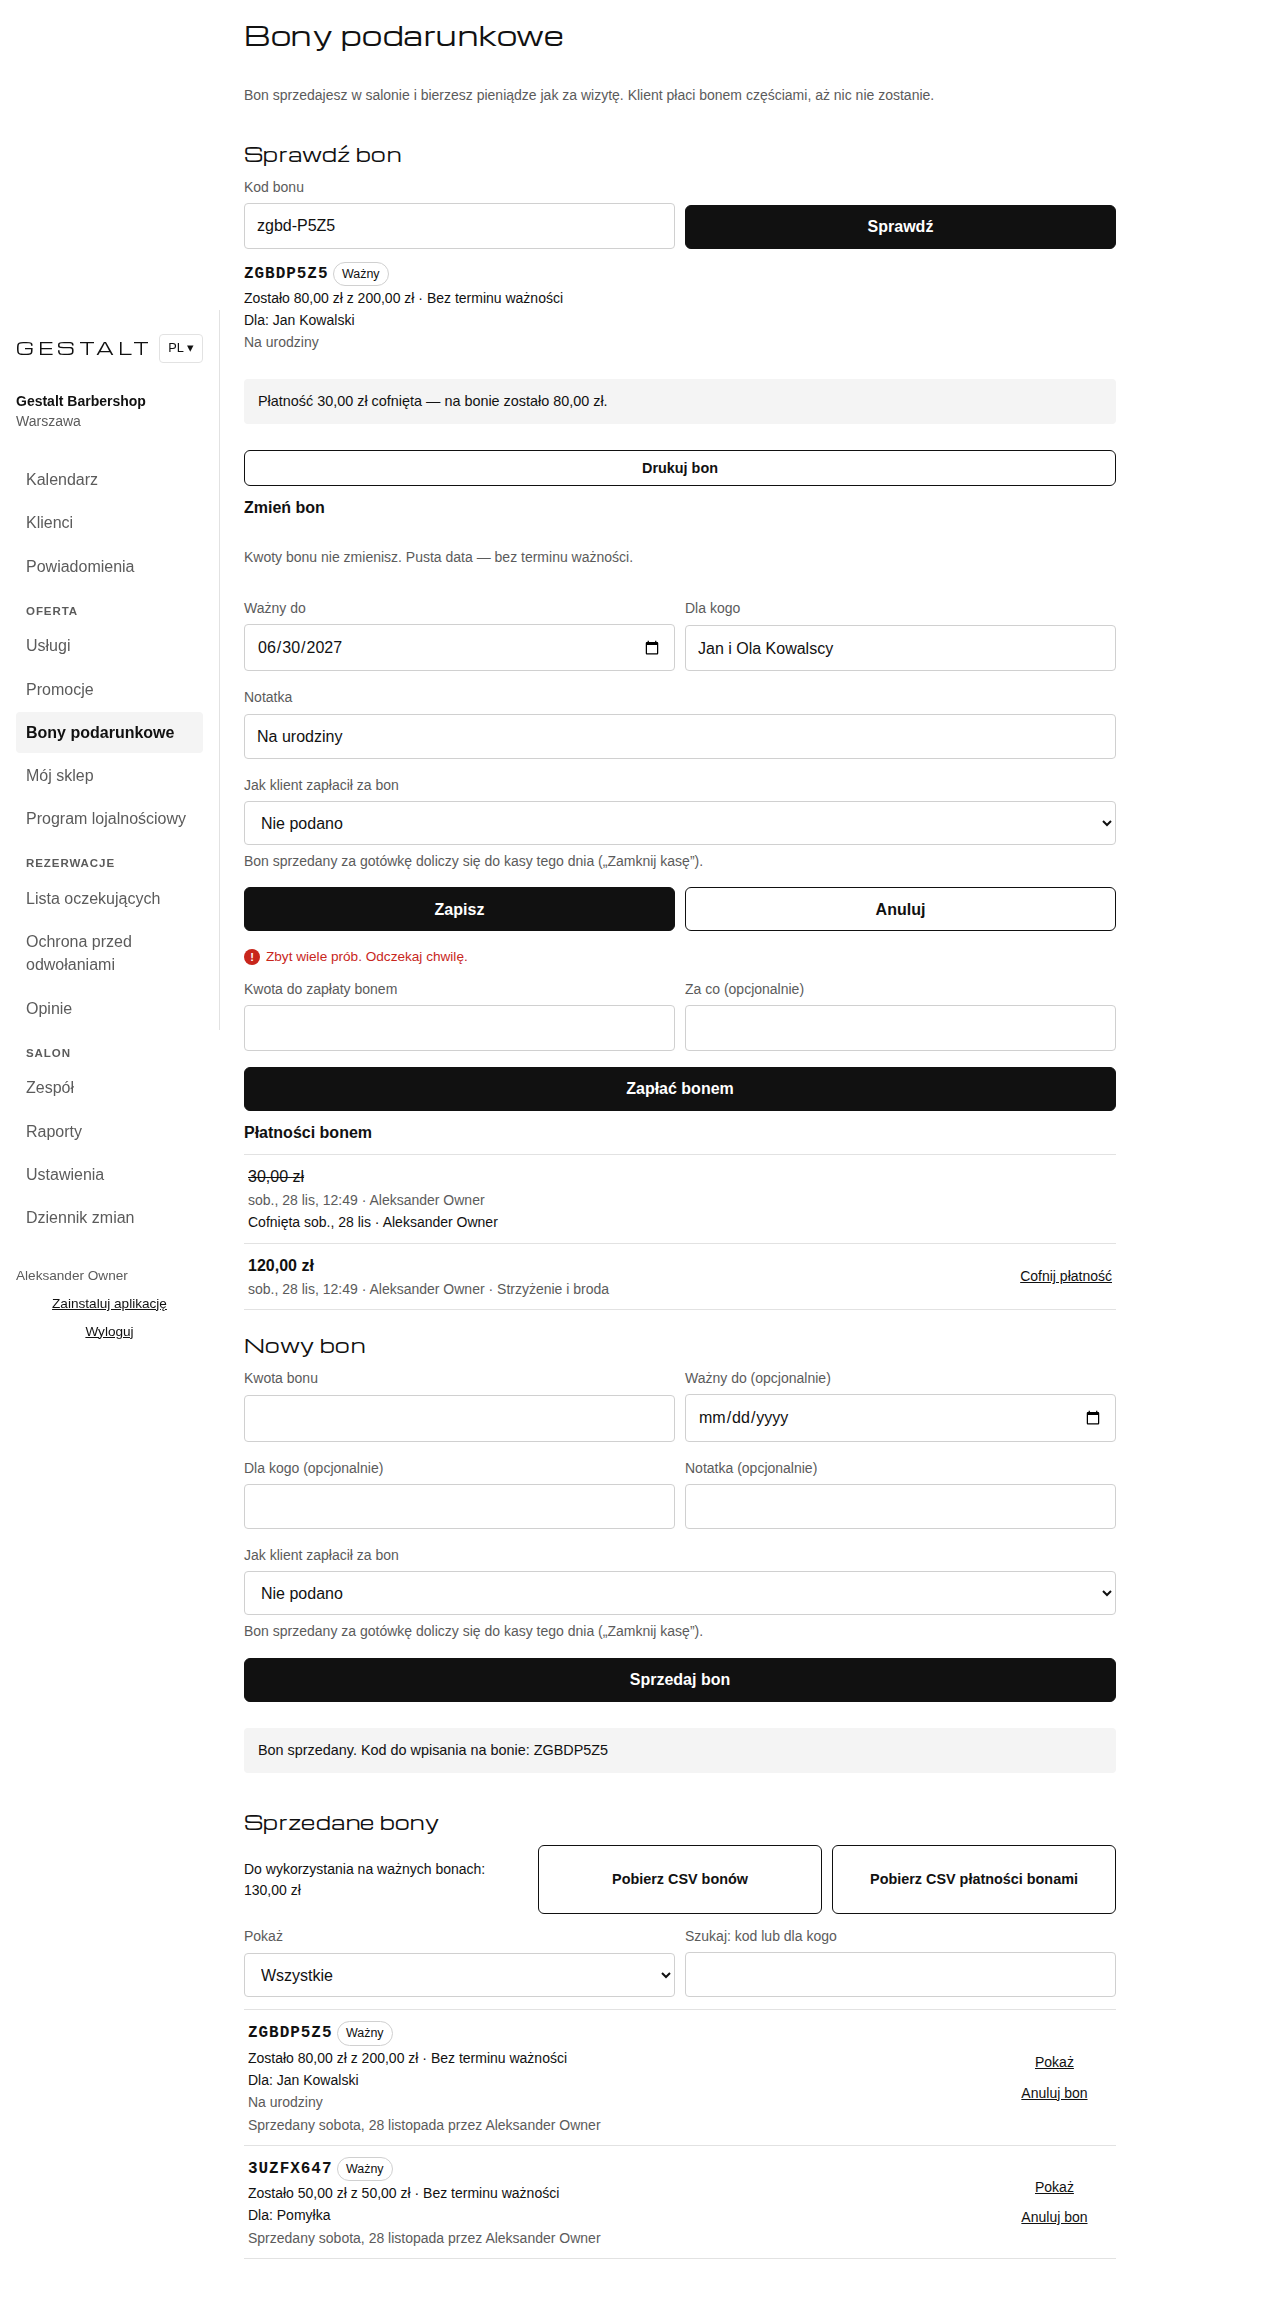 GESTALT
PL ▾
Gestalt Barbershop
Warszawa
Kalendarz
Klienci
Powiadomienia
OFERTA
Usługi
Promocje
Bony podarunkowe
Mój sklep
Program lojalnościowy
REZERWACJE
Lista oczekujących
Ochrona przed
odwołaniami
Opinie
SALON
Zespół
Raporty
Ustawienia
Dziennik zmian
Aleksander Owner
Zainstaluj aplikację
Wyloguj
Bony podarunkowe
Bon sprzedajesz w salonie i bierzesz pieniądze jak za wizytę. Klient płaci bonem częściami, aż nic nie zostanie.
Sprawdź bon
Kod bonu
zgbd-P5Z5
Sprawdź
ZGBDP5Z5 Ważny
Zostało 80,00 zł z 200,00 zł · Bez terminu ważności
Dla: Jan Kowalski
Na urodziny
Płatność 30,00 zł cofnięta — na bonie zostało 80,00 zł.
Drukuj bon
Zmień bon
Kwoty bonu nie zmienisz. Pusta data — bez terminu ważności.
Ważny do
Dla kogo
06/30/2027
Jan i Ola Kowalscy
Notatka
Na urodziny
Jak klient zapłacił za bon
Nie podano
Bon sprzedany za gotówkę doliczy się do kasy tego dnia („Zamknij kasę”).
Zapisz
Anuluj
! Zbyt wiele prób. Odczekaj chwilę.
Kwota do zapłaty bonem
Za co (opcjonalnie)
Zapłać bonem
Płatności bonem
30,00 zł
sob., 28 lis, 12:49 · Aleksander Owner
Cofnięta sob., 28 lis · Aleksander Owner
120,00 zł
sob., 28 lis, 12:49 · Aleksander Owner · Strzyżenie i broda
Cofnij płatność
Nowy bon
Kwota bonu
Ważny do (opcjonalnie)
mm/dd/yyyy
Dla kogo (opcjonalnie)
Notatka (opcjonalnie)
Jak klient zapłacił za bon
Nie podano
Bon sprzedany za gotówkę doliczy się do kasy tego dnia („Zamknij kasę”).
Sprzedaj bon
Bon sprzedany. Kod do wpisania na bonie: ZGBDP5Z5
Sprzedane bony
Do wykorzystania na ważnych bonach:
130,00 zł
Pobierz CSV bonów
Pobierz CSV płatności bonami
Pokaż
Szukaj: kod lub dla kogo
Wszystkie
ZGBDP5Z5 Ważny
Zostało 80,00 zł z 200,00 zł · Bez terminu ważności
Dla: Jan Kowalski
Na urodziny
Sprzedany sobota, 28 listopada przez Aleksander Owner
Pokaż
Anuluj bon
3UZFX647 Ważny
Zostało 50,00 zł z 50,00 zł · Bez terminu ważności
Dla: Pomyłka
Sprzedany sobota, 28 listopada przez Aleksander Owner
Pokaż
Anuluj bon